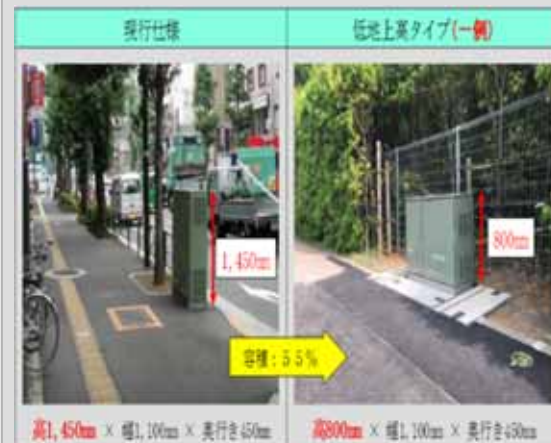 現行仕様
低地上高タイプ(一例)
1,450mm
800mm
容積：55%
高1,450mm × 幅1,100mm × 奥行き450mm
高800mm × 幅1,100mm × 奥行き450mm